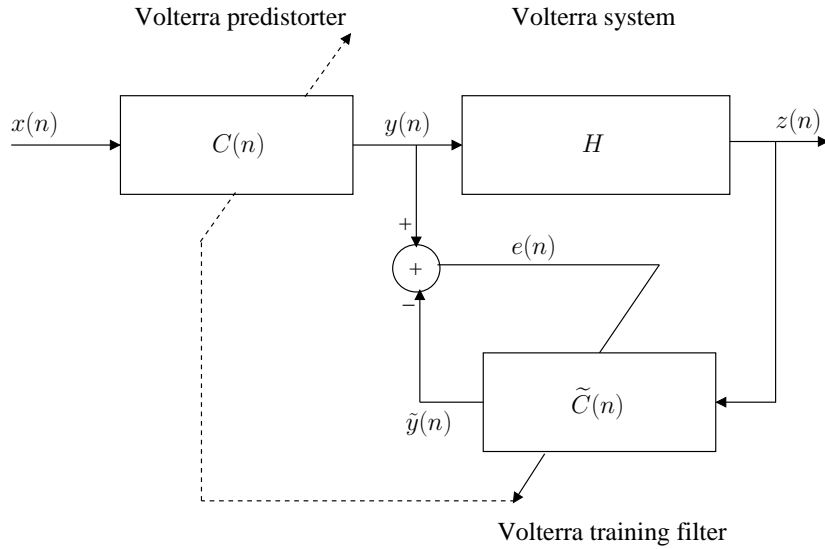 Volterra predistorter
Volterra system
x(n)
C(n)
y(n)
H
z(n)
+
+
e(n)
−
ỹ(n)
C̃(n)
Volterra training filter